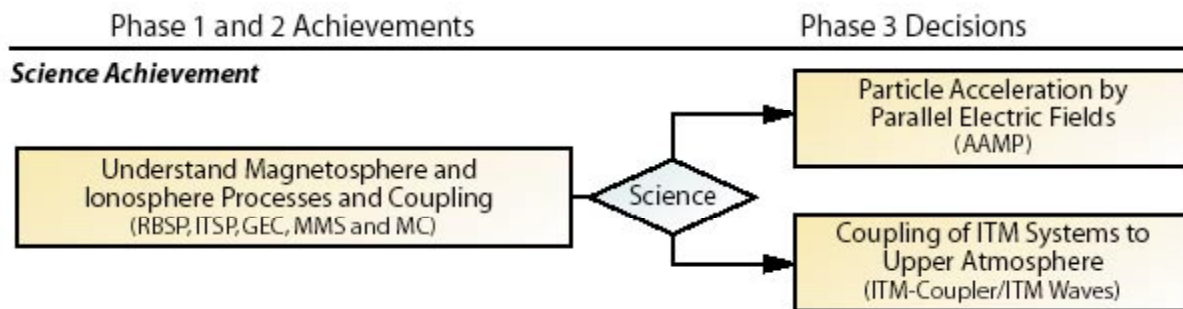 Phase 1 and 2 Achievements
Phase 3 Decisions
Science Achievement
Understand Magnetosphere and
Ionosphere Processes and Coupling
(RBSP, ITSP, GEC, MMS and MC)
Science
Particle Acceleration by
Parallel Electric Fields
(AAMP)
Coupling of ITM Systems to
Upper Atmosphere
(ITM-Coupler/ITM Waves)